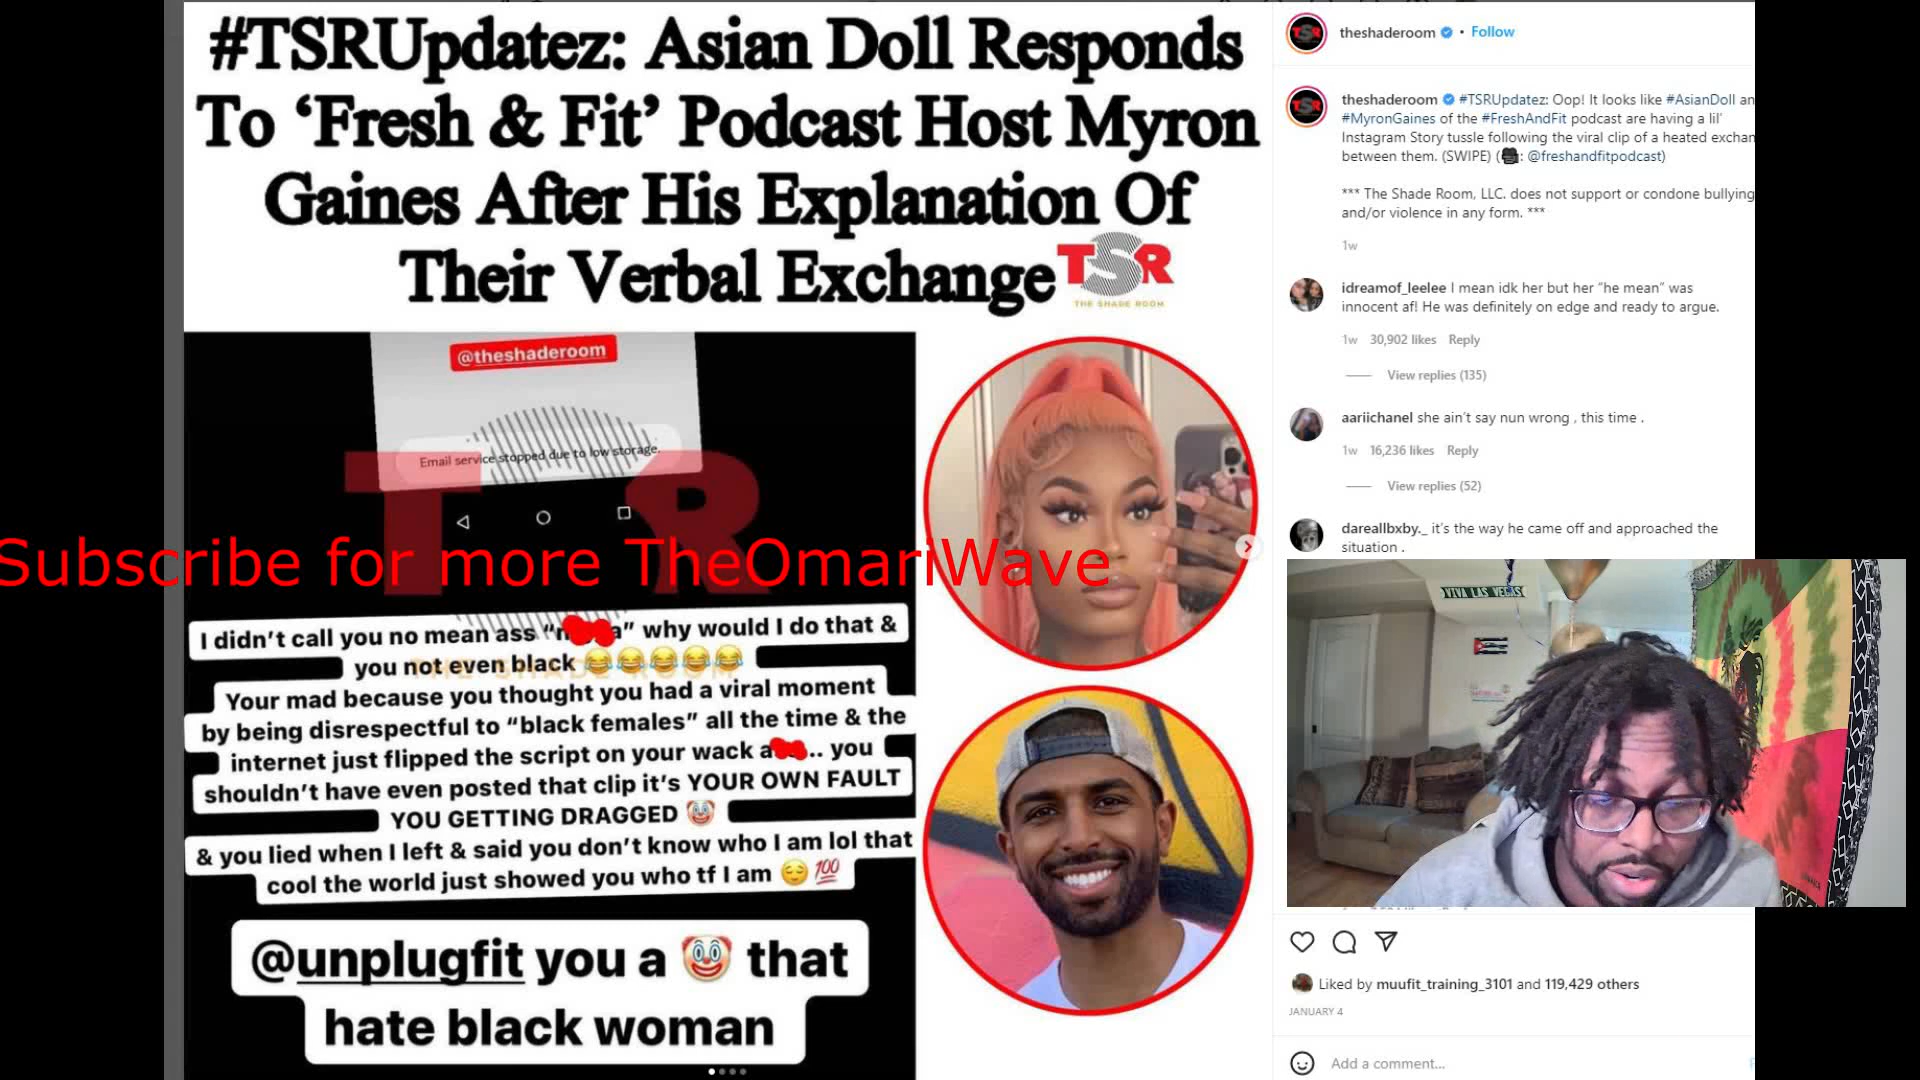 #TSRUpdatez: Asian Doll Responds
To ‘Fresh & Fit’ Podcast Host Myron
Gaines After His Explanation Of
Their Verbal Exchange
TSR
THE SHADE ROOM
@theshaderoom
Email service stopped due to low storage.
TSR
THE SHADE ROOM
Subscribe for more TheOmariWave
I didn’t call you no mean ass “n a” why would I do that &
you not even black 😂😂😂😂😂
Your mad because you thought you had a viral moment
by being disrespectful to “black females” all the time & the
internet just flipped the script on your wack a .. you
shouldn’t have even posted that clip it’s YOUR OWN FAULT
YOU GETTING DRAGGED 🤡
& you lied when I left & said you don’t know who I am lol that
cool the world just showed you who tf I am 😌 💯
@unplugfit you a 🤡 that
hate black woman
theshaderoom • Follow
theshaderoom #TSRUpdatez: Oop! It looks like #AsianDoll an
#MyronGaines of the #FreshAndFit podcast are having a lil’
Instagram Story tussle following the viral clip of a heated exchan
between them. (SWIPE) ( : @freshandfitpodcast)
*** The Shade Room, LLC. does not support or condone bullying
and/or violence in any form. ***
1w
idreamof_leelee I mean idk her but her “he mean” was
innocent af! He was definitely on edge and ready to argue.
1w 30,902 likes Reply
View replies (135)
aariichanel she ain’t say nun wrong , this time .
1w 16,236 likes Reply
View replies (52)
dareallbxby._ it’s the way he came off and approached the
situation .
VIVA LAS VEGAS
Liked by muufit_training_3101 and 119,429 others
JANUARY 4
Add a comment...